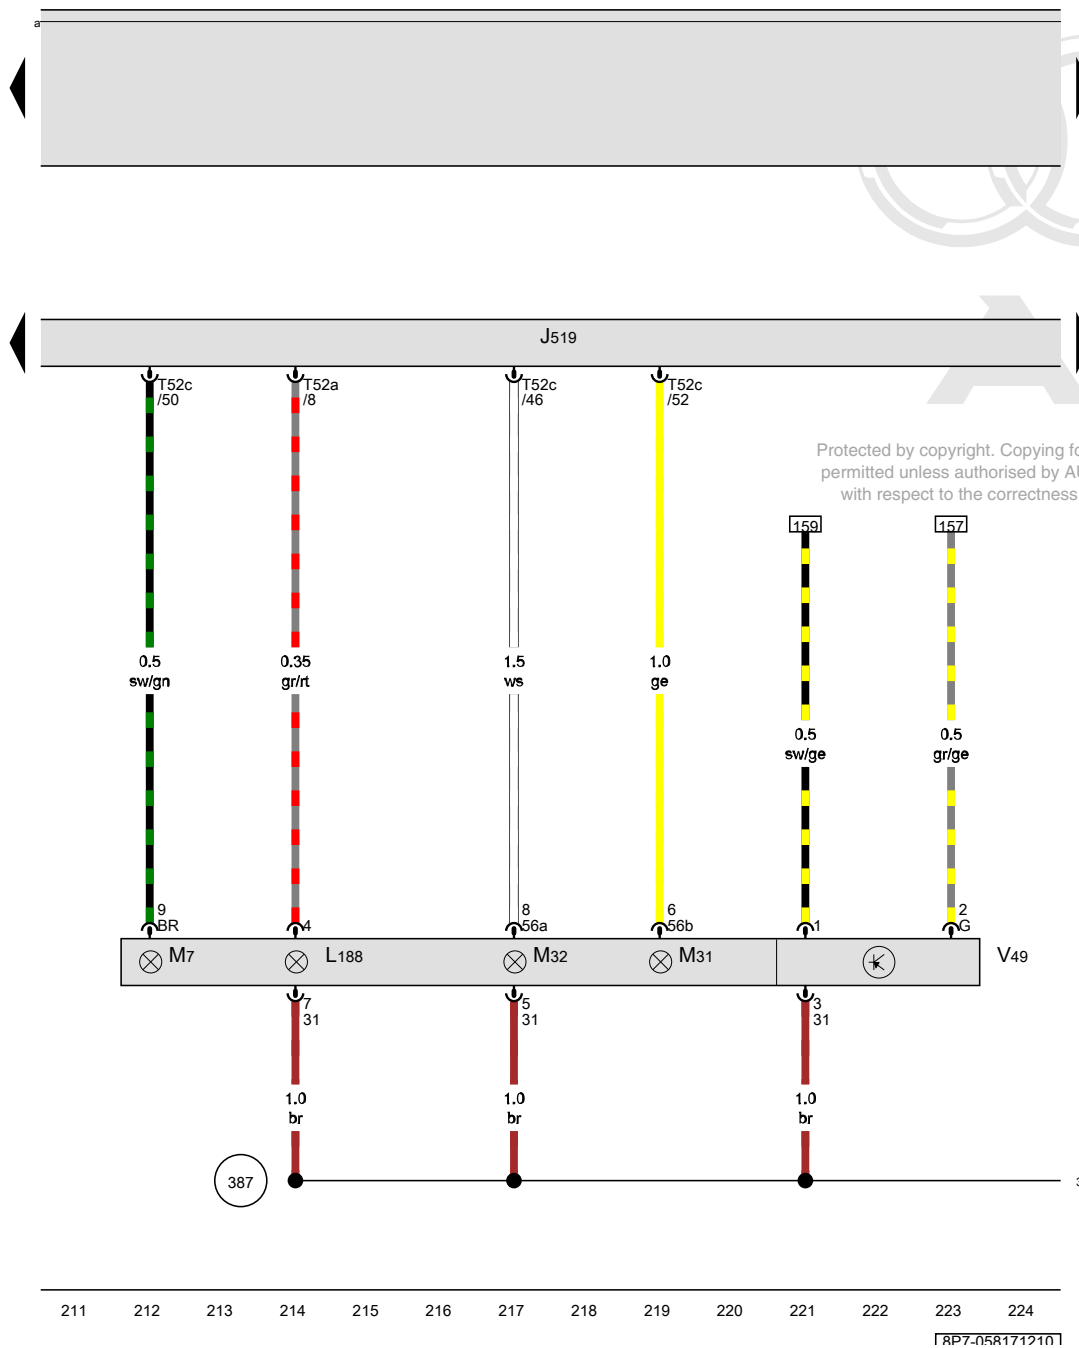 a
J519
T52c
/50
T52a
/8
T52c
/46
T52c
/52
Protected by copyright. Copying fo
permitted unless authorised by AU
with respect to the correctness
159
157
0.5
sw/gn
0.35
gr/rt
1.5
ws
1.0
ge
0.5
sw/ge
0.5
gr/ge
9
BR
4
8
56a
6
56b
1
2
G
M7
L188
M32
M31
V49
7
31
5
31
3
31
1.0
br
1.0
br
1.0
br
387
3
211 212 213 214 215 216 217 218 219 220 221 222 223 224
8P7-058171210